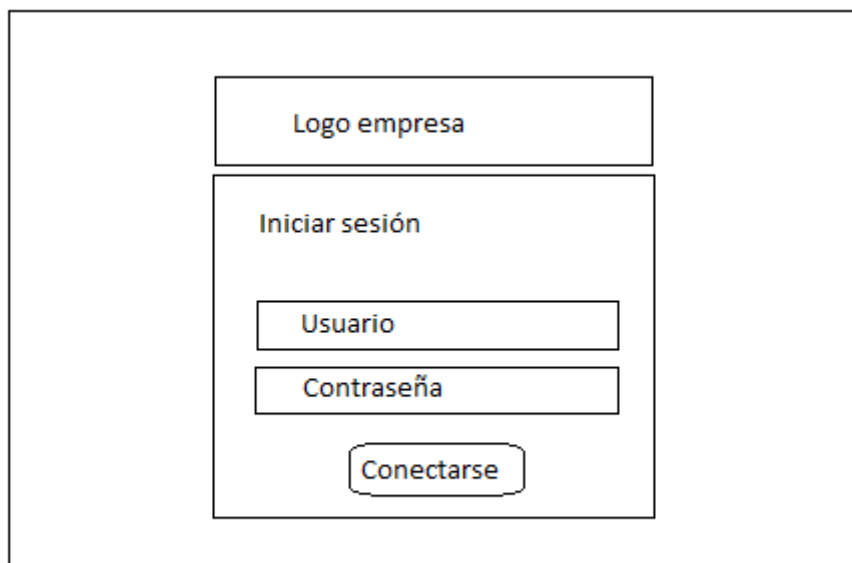 Logo empresa
Iniciar sesión
Usuario
Contraseña
Conectarse